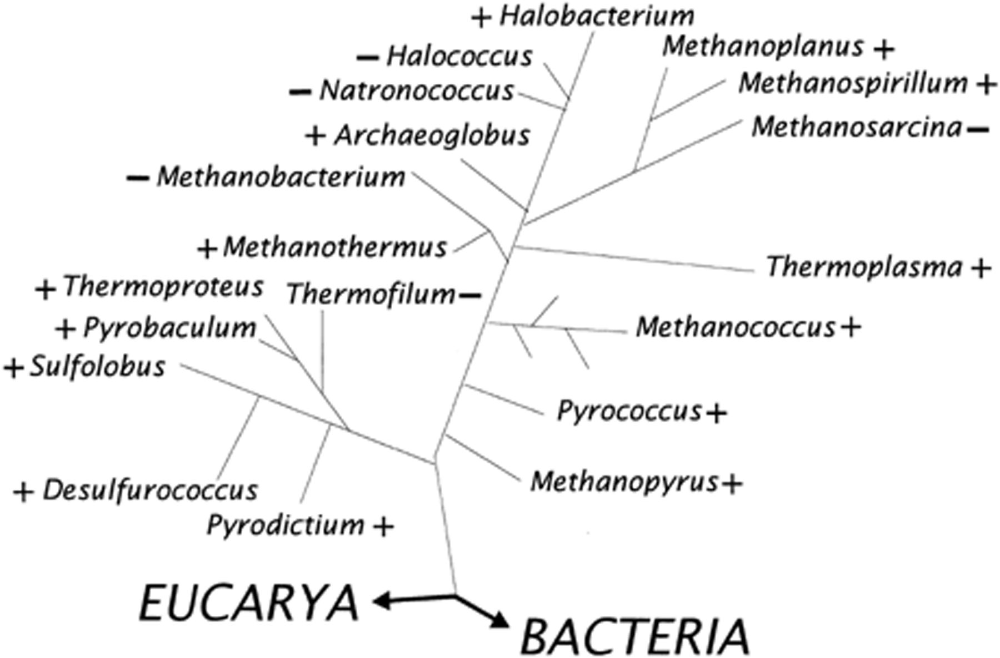 + Halobacterium
Methanoplanus +
− Halococcus
Methanospirillum +
− Natronococcus
Methanosarcina −
+ Archaeoglobus
− Methanobacterium
+ Methanothermus
Thermoplasma +
+ Thermoproteus
Thermofilum −
+ Pyrobaculum
Methanococcus +
+ Sulfolobus
Pyrococcus +
Methanopyrus +
+ Desulfurococcus
Pyrodictium +
EUCARYA
BACTERIA